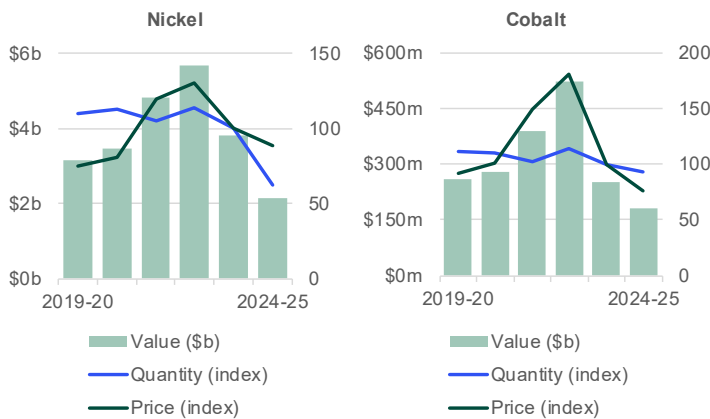 Nickel
$6b
150
$4b
100
$2b
50
$0b
0
2019-20
2024-25
Value ($b)
Quantity (index)
Price (index)
Cobalt
$600m
200
$450m
150
$300m
100
$150m
50
$0m
0
2019-20
2024-25
Value ($b)
Quantity (index)
Price (index)